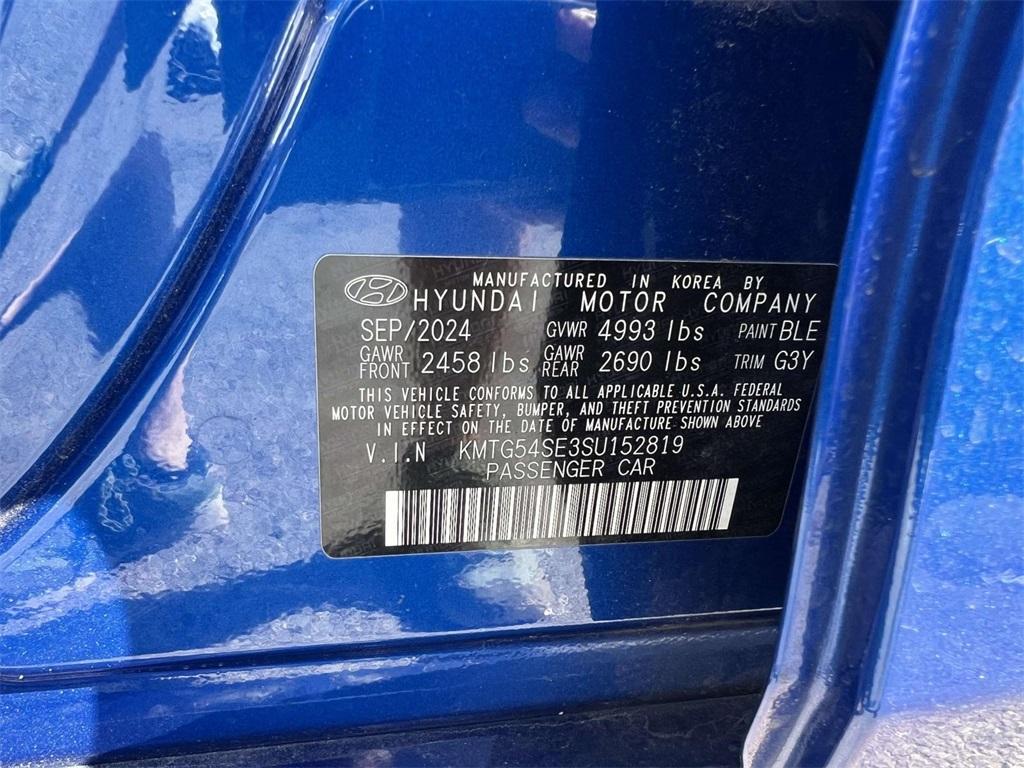 MANUFACTURED IN KOREA BY
HYUNDAI MOTOR COMPANY
SEP/2024 GVWR 4993 lbs PAINT BLE
GAWR FRONT 2458 lbs GAWR REAR 2690 lbs TRIM G3Y
THIS VEHICLE CONFORMS TO ALL APPLICABLE U.S.A. FEDERAL
MOTOR VEHICLE SAFETY, BUMPER, AND THEFT PREVENTION STANDARDS
IN EFFECT ON THE DATE OF MANUFACTURE SHOWN ABOVE
V.I.N KMTG54SE3SU152819
PASSENGER CAR